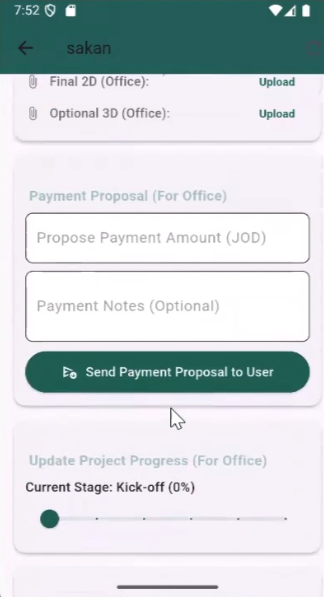 7:52
sakan
Final 2D (Office):
Upload
Optional 3D (Office):
Upload
Payment Proposal (For Office)
Propose Payment Amount (JOD)
Payment Notes (Optional)
Send Payment Proposal to User
Update Project Progress (For Office)
Current Stage: Kick-off (0%)